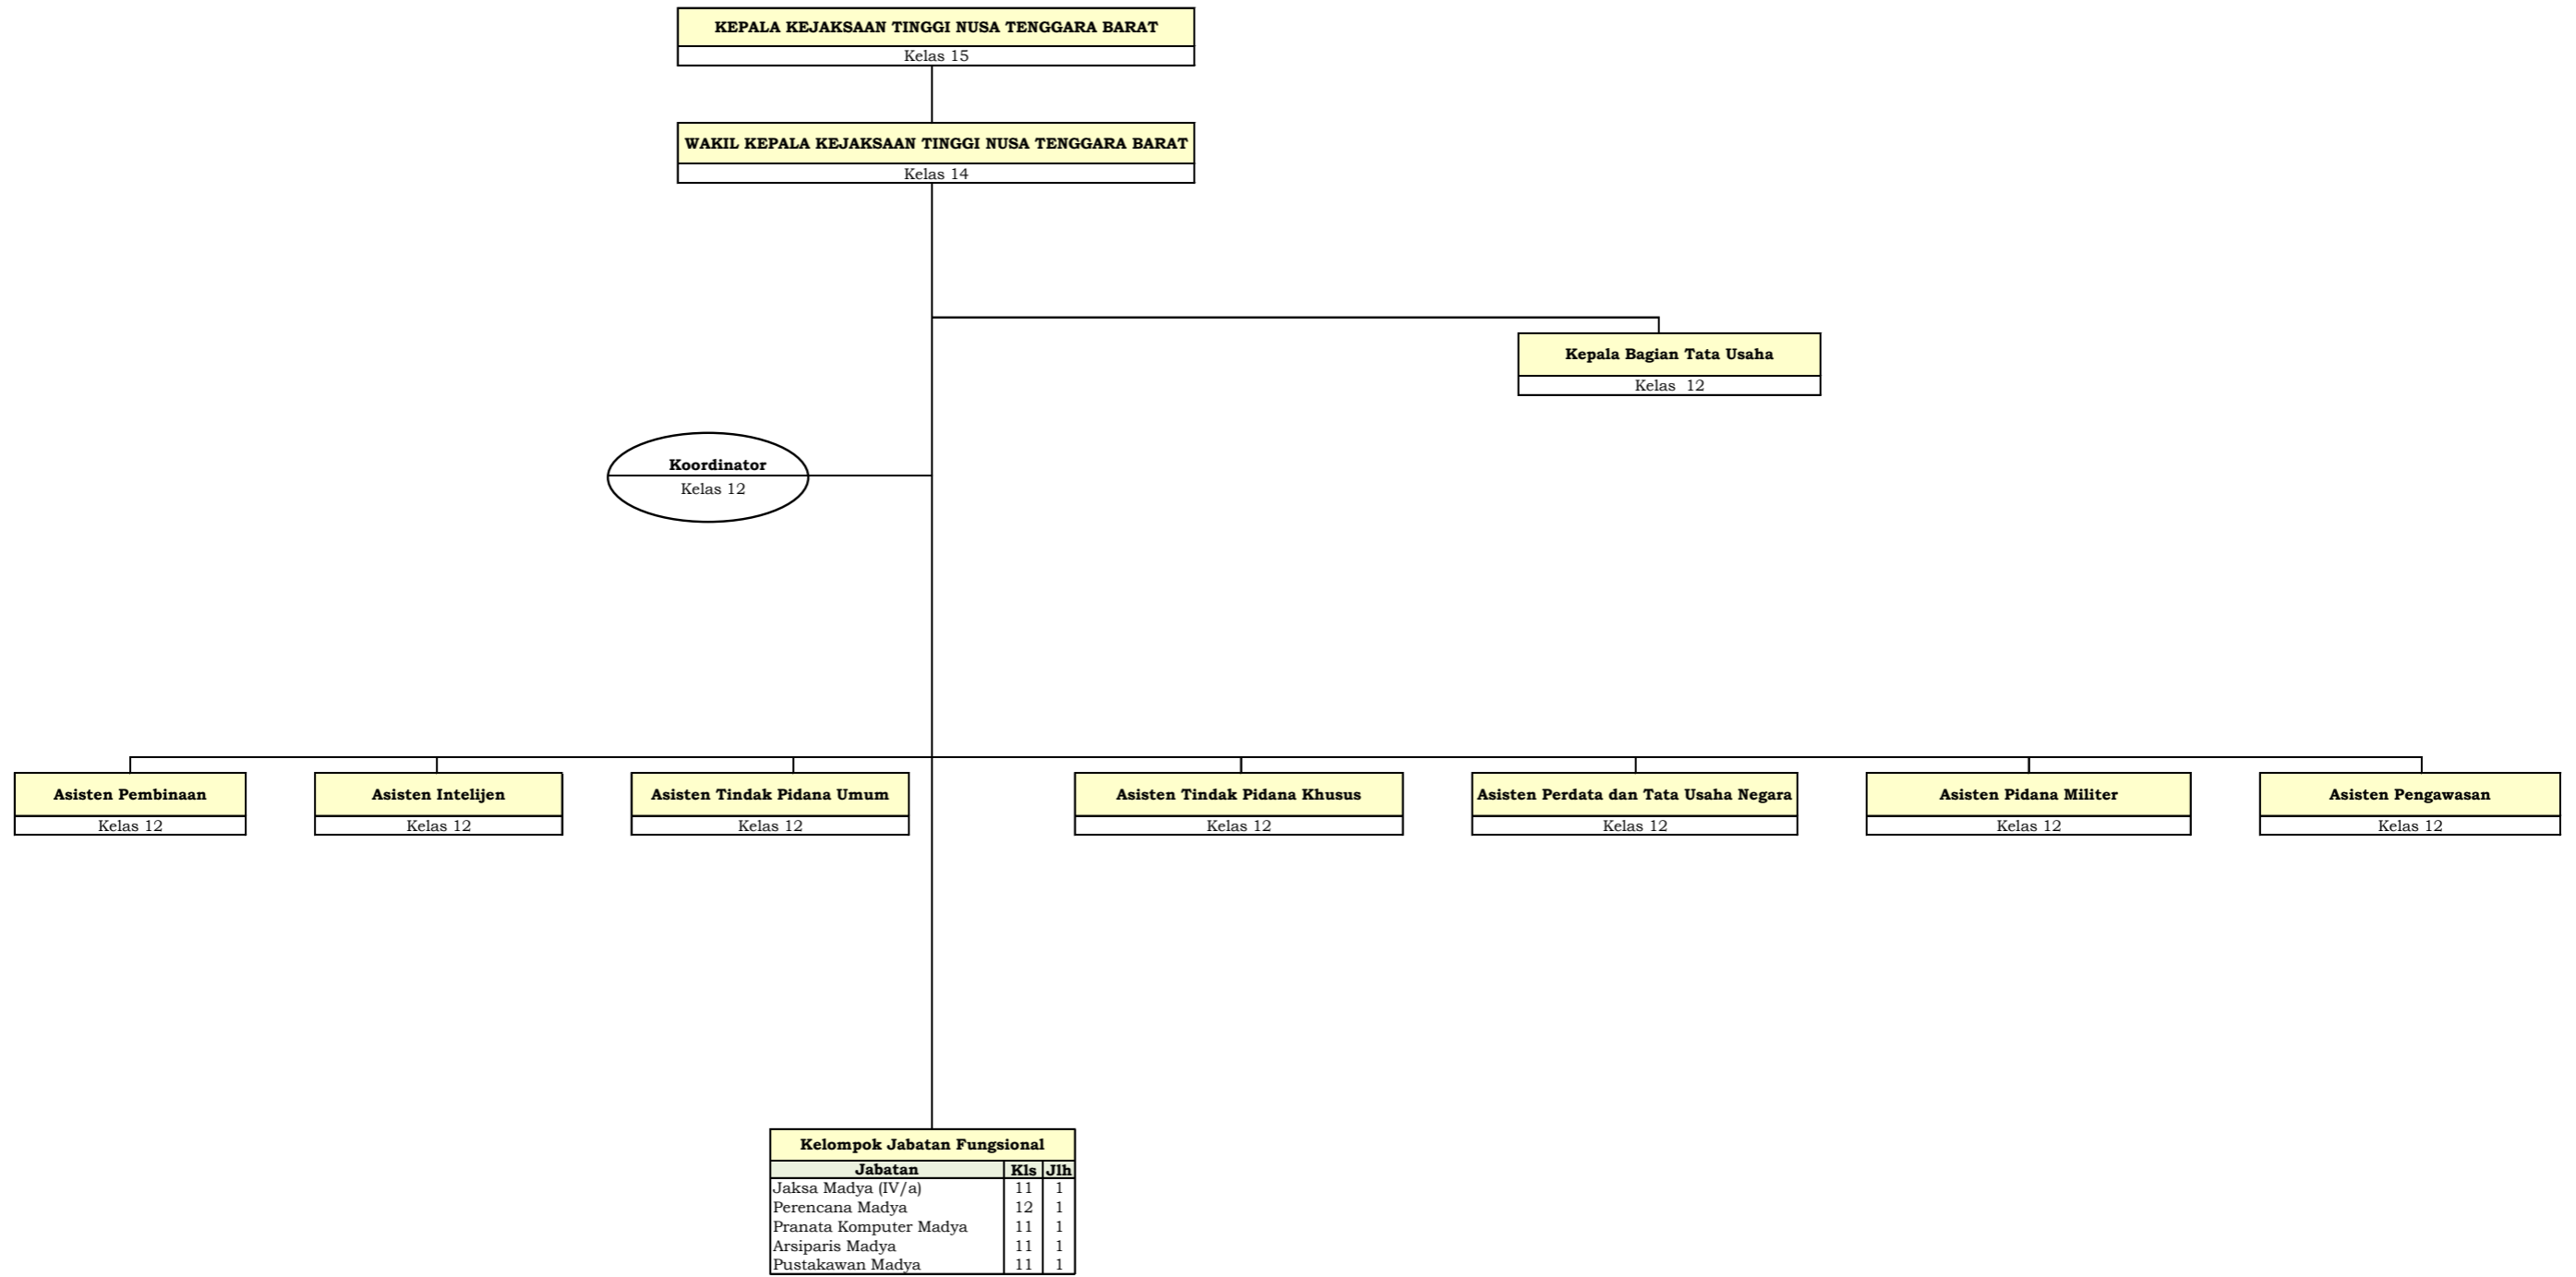 KEPALA KEJAKSAAN TINGGI NUSA TENGGARA BARAT
Kelas 15
WAKIL KEPALA KEJAKSAAN TINGGI NUSA TENGGARA BARAT
Kelas 14
Kepala Bagian Tata Usaha
Kelas  12
Koordinator
Kelas 12
Asisten Pembinaan
Kelas 12
Asisten Intelijen
Kelas 12
Asisten Tindak Pidana Umum
Kelas 12
Asisten Tindak Pidana Khusus
Kelas 12
Asisten Perdata dan Tata Usaha Negara
Kelas 12
Asisten Pidana Militer
Kelas 12
Asisten Pengawasan
Kelas 12
Kelompok Jabatan Fungsional
Jabatan Kls Jlh
Jaksa Madya (IV/a) 11 1
Perencana Madya 12 1
Pranata Komputer Madya 11 1
Arsiparis Madya 11 1
Pustakawan Madya 11 1